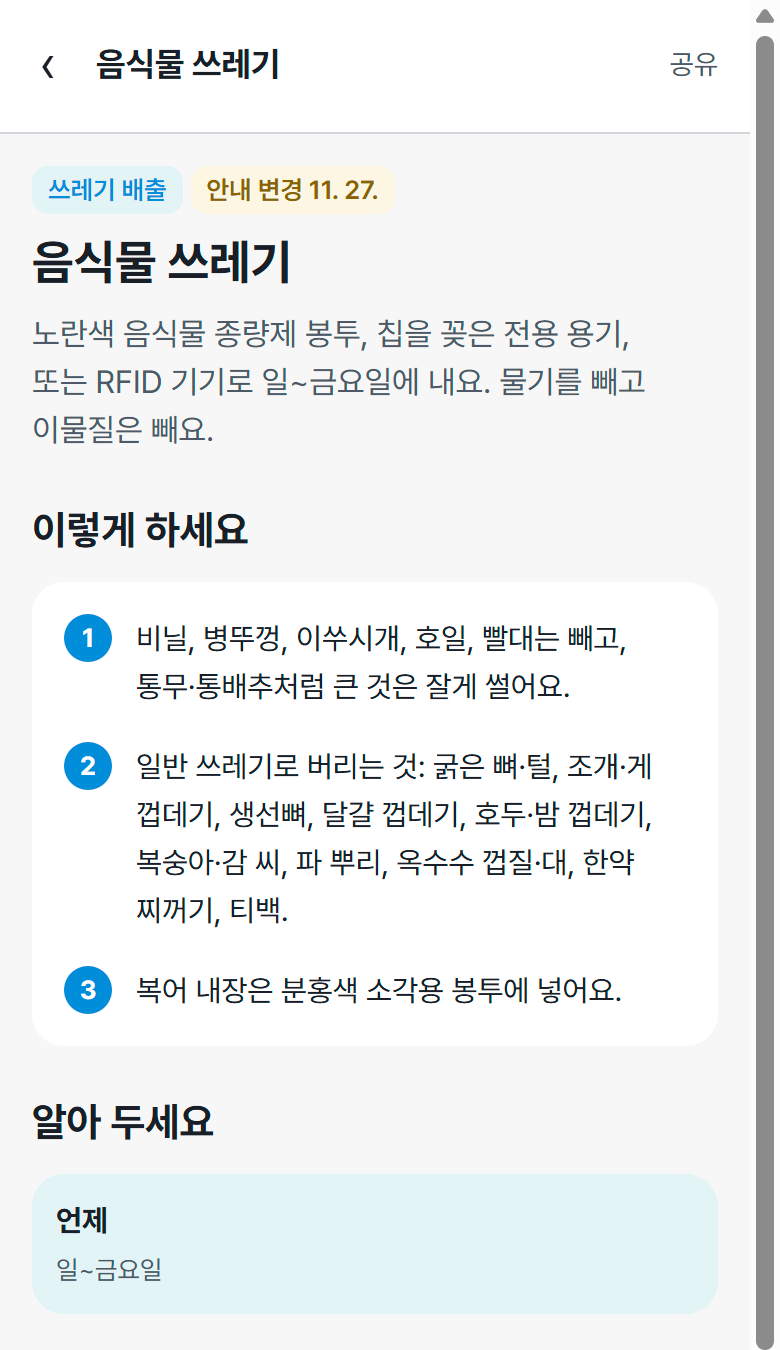 ‹ 음식물 쓰레기 공유
쓰레기 배출 안내 변경 11. 27.
음식물 쓰레기
노란색 음식물 종량제 봉투, 칩을 꽂은 전용 용기,
또는 RFID 기기로 일~금요일에 내요. 물기를 빼고
이물질은 빼요.
이렇게 하세요
1 비닐, 병뚜껑, 이쑤시개, 호일, 빨대는 빼고,
통무·통배추처럼 큰 것은 잘게 썰어요.
2 일반 쓰레기로 버리는 것: 굵은 뼈·털, 조개·게
껍데기, 생선뼈, 달걀 껍데기, 호두·밤 껍데기,
복숭아·감 씨, 파 뿌리, 옥수수 껍질·대, 한약
찌꺼기, 티백.
3 복어 내장은 분홍색 소각용 봉투에 넣어요.
알아 두세요
언제
일~금요일